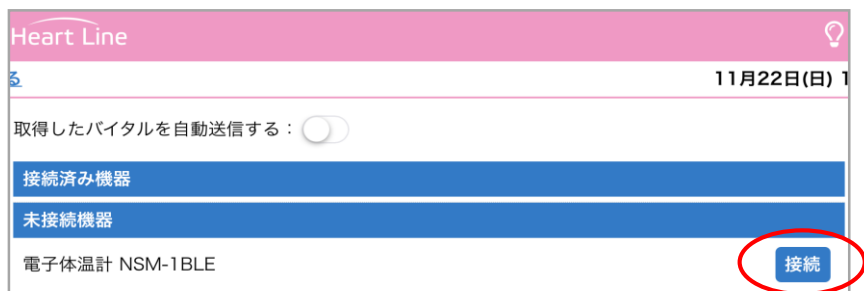 Heart Line
る
11月22日(日) 1
取得したバイタルを自動送信する：
接続済み機器
未接続機器
電子体温計 NSM-1BLE
接続